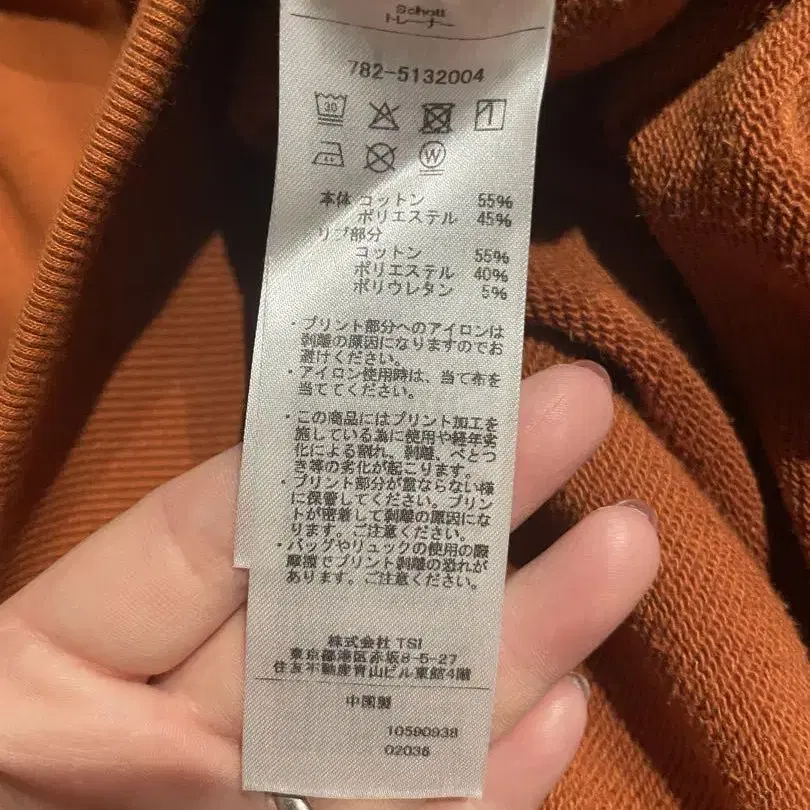 Schott
トレーナー
782-5132004
30
1
W
本体 コットン 55%
ポリエステル 45%
リブ部分
コットン 55%
ポリエステル 40%
ポリウレタン 5%
・プリント部分へのアイロンは
剥離の原因になりますのでお
避けください。
・アイロン使用時は、当て布を
当ててください。
・この商品にはプリント加工を
施している為に使用や経年劣
化による割れ、剥離、べとつ
き等の劣化が起こります。
・プリント部分が重ならない様
に保管してください。プリン
トが密着して剥離の原因にな
ります。ご注意ください。
・バッグやリュックの使用の際
摩擦でプリント剥離の恐れが
あります。ご注意ください。
株式会社 TSI
東京都港区赤坂8-5-27
住友不動産青山ビル東館4階
中国製
10590938
02036